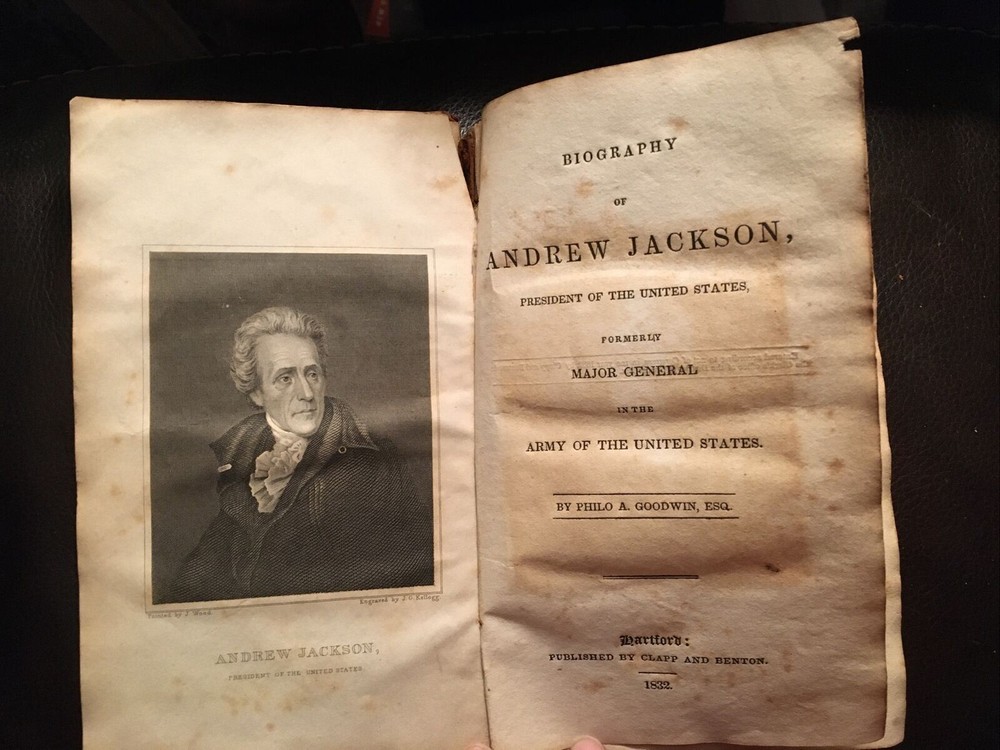 Painted by J. Wood.
Engraved by J. G. Kellogg.
ANDREW JACKSON,
PRESIDENT OF THE UNITED STATES.
BIOGRAPHY
OF
ANDREW JACKSON,
PRESIDENT OF THE UNITED STATES,
FORMERLY
MAJOR GENERAL
IN THE
ARMY OF THE UNITED STATES.
BY PHILO A. GOODWIN, ESQ.
Hartford:
PUBLISHED BY CLAPP AND BENTON.
1832.